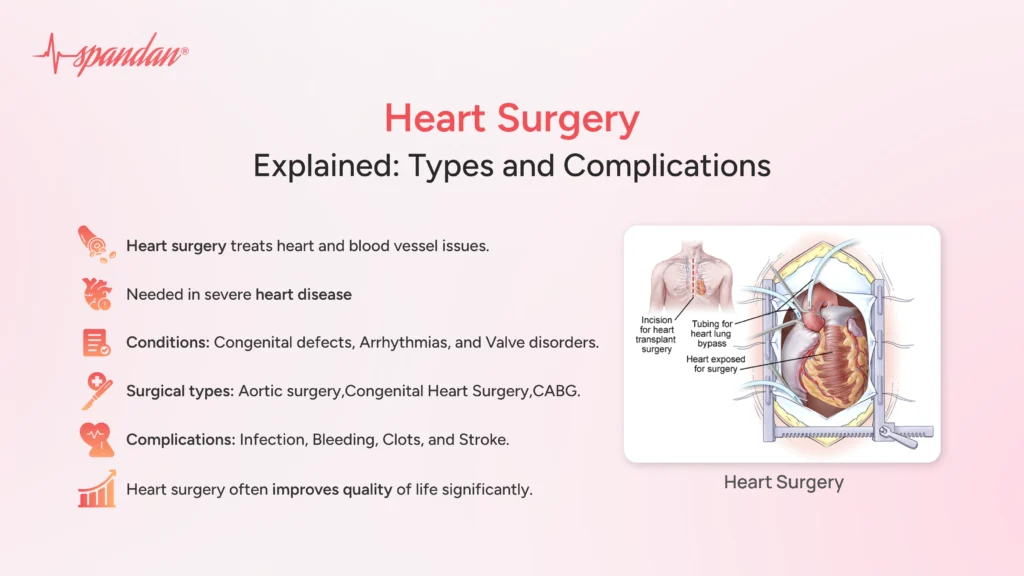 spandan®
Heart Surgery
Explained: Types and Complications
Heart surgery treats heart and blood vessel issues.
Needed in severe heart disease
Conditions: Congenital defects, Arrhythmias, and Valve disorders.
Surgical types: Aortic surgery,Congenital Heart Surgery,CABG.
Complications: Infection, Bleeding, Clots, and Stroke.
Heart surgery often improves quality of life significantly.
Incision
for heart
transplant
surgery
Tubing for
heart lung
bypass
Heart exposed
for surgery
Heart Surgery